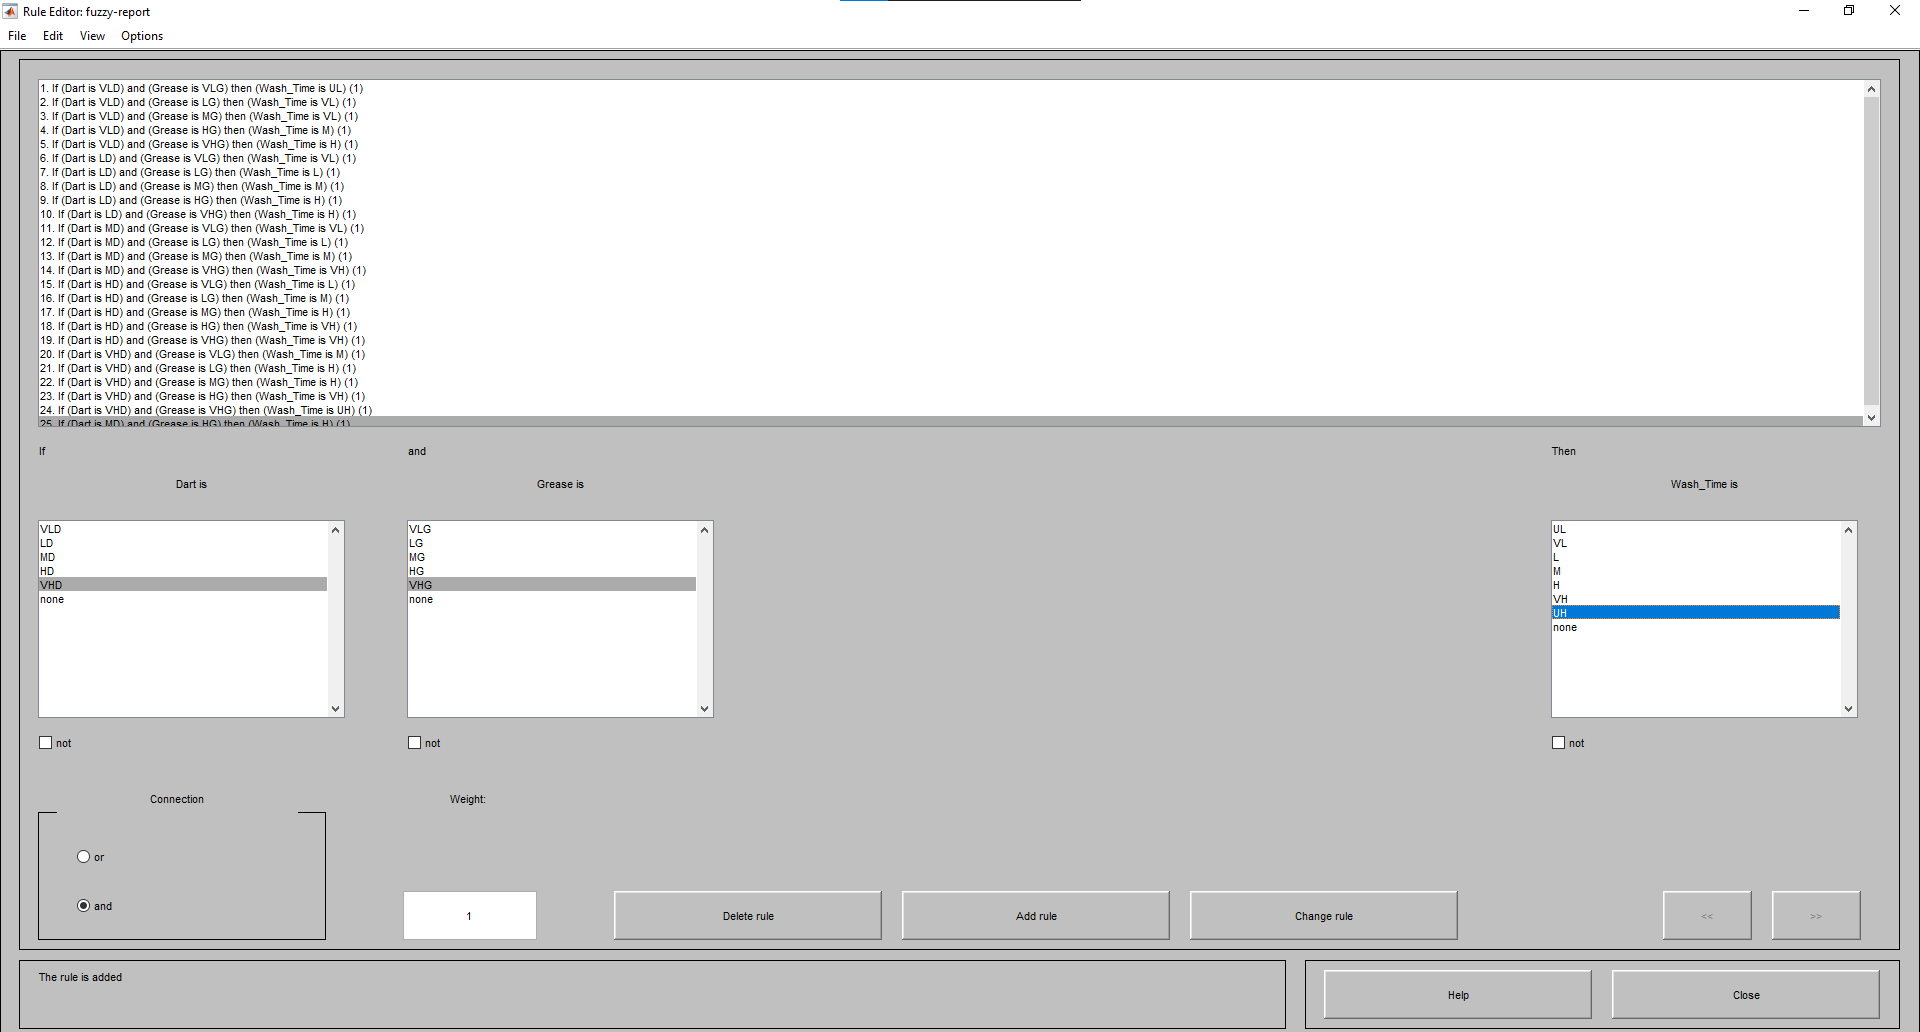 Rule Editor: fuzzy-report
File Edit View Options
1. If (Dart is VLD) and (Grease is VLG) then (Wash_Time is UL) (1)
2. If (Dart is VLD) and (Grease is LG) then (Wash_Time is VL) (1)
3. If (Dart is VLD) and (Grease is MG) then (Wash_Time is VL) (1)
4. If (Dart is VLD) and (Grease is HG) then (Wash_Time is M) (1)
5. If (Dart is VLD) and (Grease is VHG) then (Wash_Time is H) (1)
6. If (Dart is LD) and (Grease is VLG) then (Wash_Time is VL) (1)
7. If (Dart is LD) and (Grease is LG) then (Wash_Time is L) (1)
8. If (Dart is LD) and (Grease is MG) then (Wash_Time is M) (1)
9. If (Dart is LD) and (Grease is HG) then (Wash_Time is H) (1)
10. If (Dart is LD) and (Grease is VHG) then (Wash_Time is H) (1)
11. If (Dart is MD) and (Grease is VLG) then (Wash_Time is VL) (1)
12. If (Dart is MD) and (Grease is LG) then (Wash_Time is L) (1)
13. If (Dart is MD) and (Grease is MG) then (Wash_Time is M) (1)
14. If (Dart is MD) and (Grease is VHG) then (Wash_Time is VH) (1)
15. If (Dart is HD) and (Grease is VLG) then (Wash_Time is L) (1)
16. If (Dart is HD) and (Grease is LG) then (Wash_Time is M) (1)
17. If (Dart is HD) and (Grease is MG) then (Wash_Time is H) (1)
18. If (Dart is HD) and (Grease is HG) then (Wash_Time is VH) (1)
19. If (Dart is HD) and (Grease is VHG) then (Wash_Time is VH) (1)
20. If (Dart is VHD) and (Grease is VLG) then (Wash_Time is M) (1)
21. If (Dart is VHD) and (Grease is LG) then (Wash_Time is H) (1)
22. If (Dart is VHD) and (Grease is MG) then (Wash_Time is H) (1)
23. If (Dart is VHD) and (Grease is HG) then (Wash_Time is VH) (1)
24. If (Dart is VHD) and (Grease is VHG) then (Wash_Time is UH) (1)
25. If (Dart is MD) and (Grease is HG) then (Wash_Time is H) (1)
If and Then
Dart is Grease is Wash_Time is
VLD
LD
MD
HD
VHD
none
VLG
LG
MG
HG
VHG
none
UL
VL
L
M
H
VH
UH
none
not not not
Connection Weight:
or
and
1 Delete rule Add rule Change rule << >>
The rule is added
Help Close